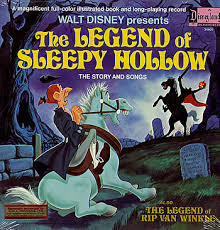 A magnificent full-color illustrated book and long-playing record
WALT DISNEY presents
Disneyland
The LEGEND of
SLEEPY HOLLOW
THE STORY AND SONGS
ALSO
THE LEGEND of
RIP VAN WINKLE